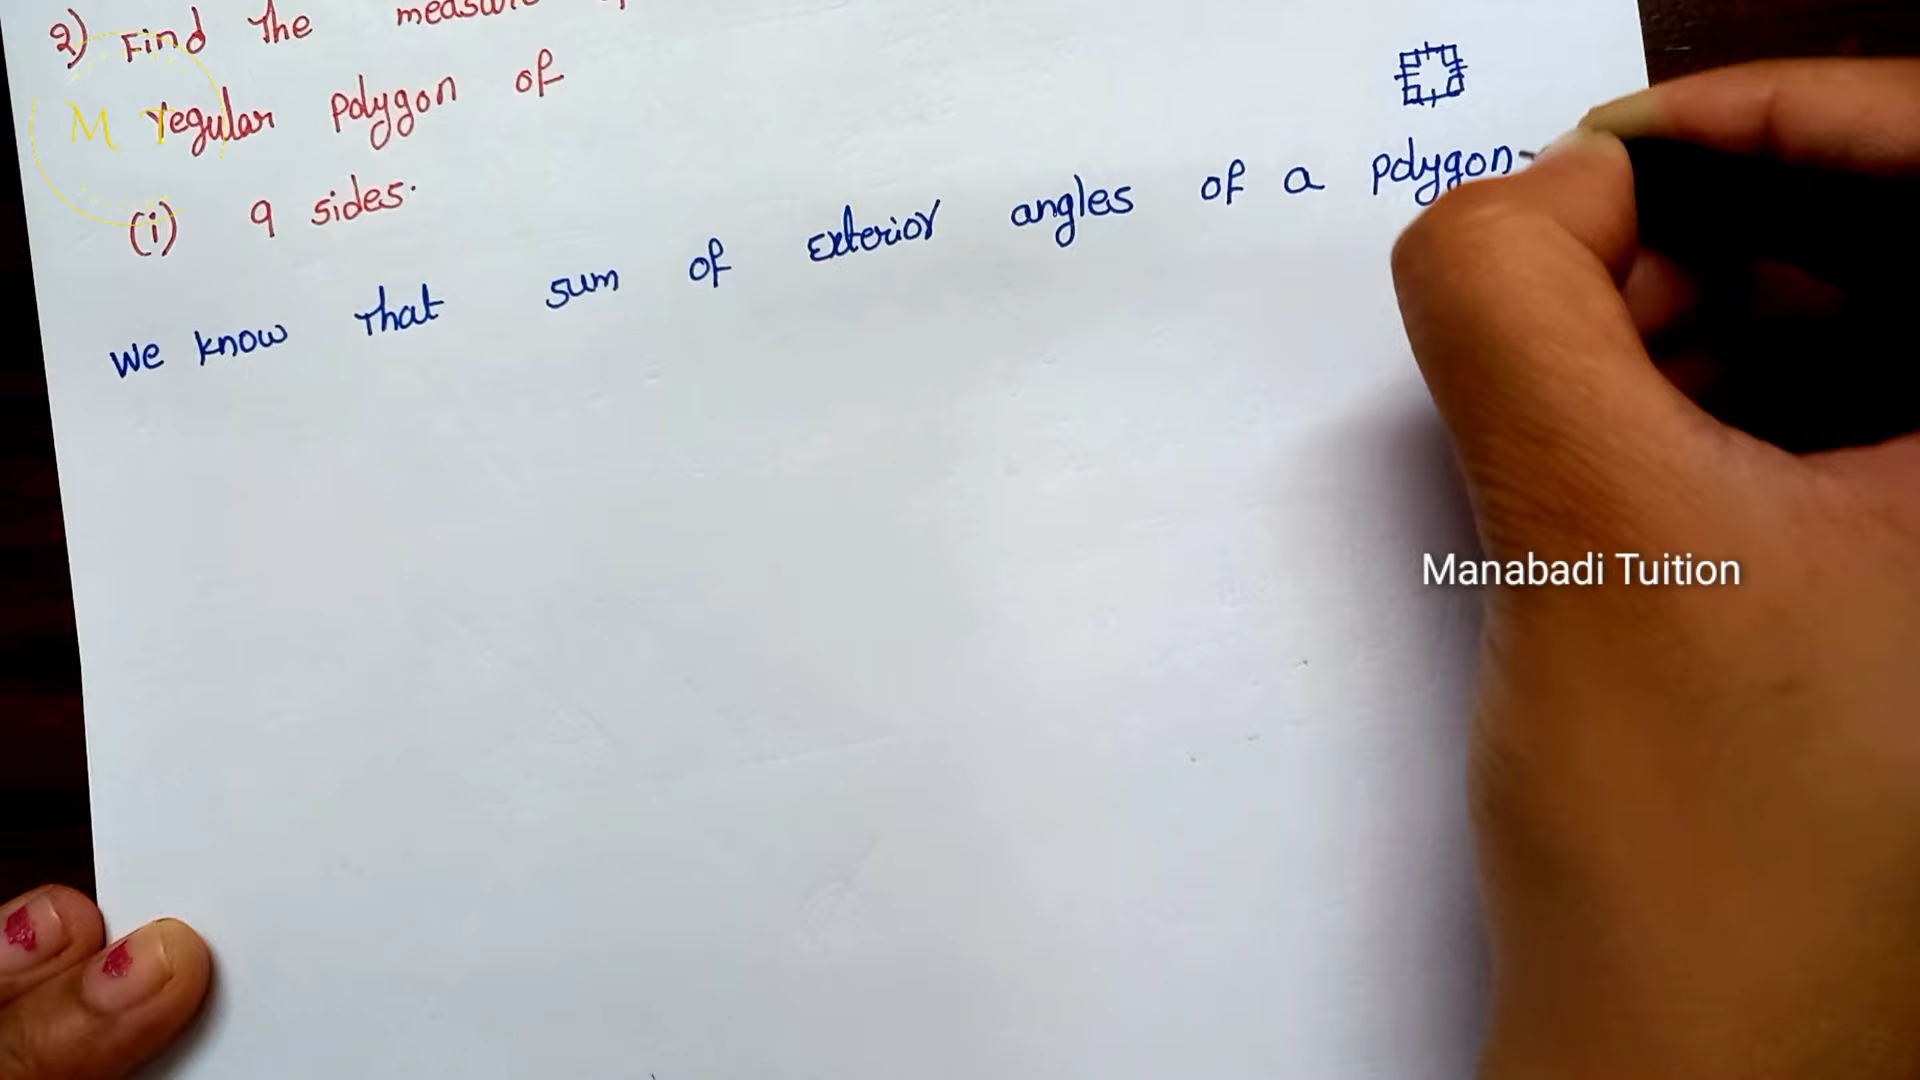 2) Find the measure
regular polygon of
(i) 9 sides.
We know that sum of exterior angles of a polygon
M
Manabadi Tuition